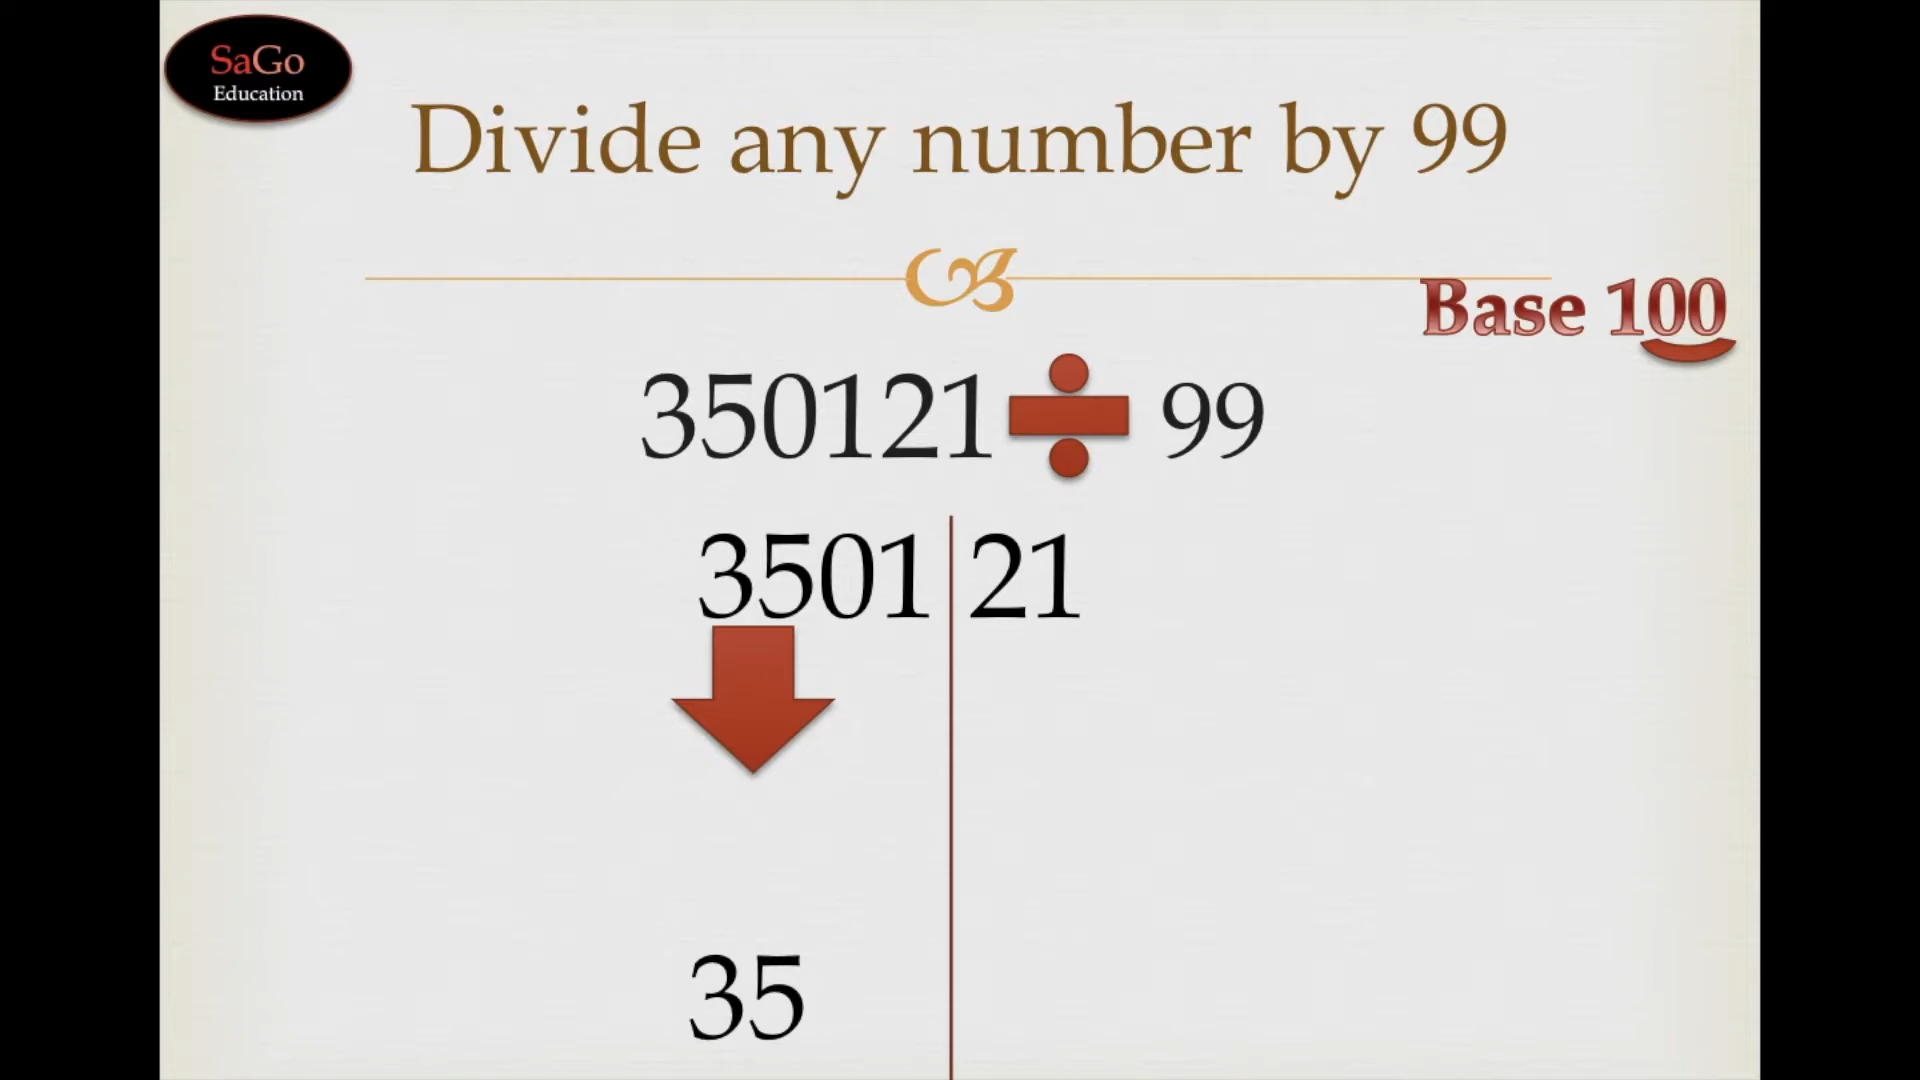 SaGo
Education
Divide any number by 99
Base 100
350121 ÷ 99
3501 21
35